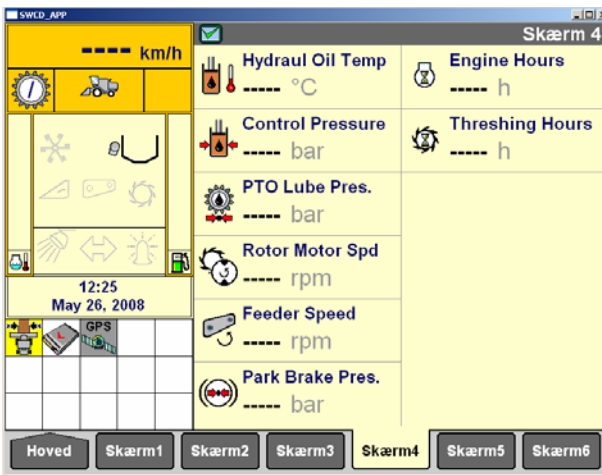 SWCD_APP
---- km/h
12:25
May 26, 2008
GPS
Skærm 4
Hydraul Oil Temp
----- °C
Control Pressure
----- bar
PTO Lube Pres.
----- bar
Rotor Motor Spd
----- rpm
Feeder Speed
----- rpm
Park Brake Pres.
----- bar
Engine Hours
----- h
Threshing Hours
----- h
Hoved
Skærm1
Skærm2
Skærm3
Skærm4
Skærm5
Skærm6